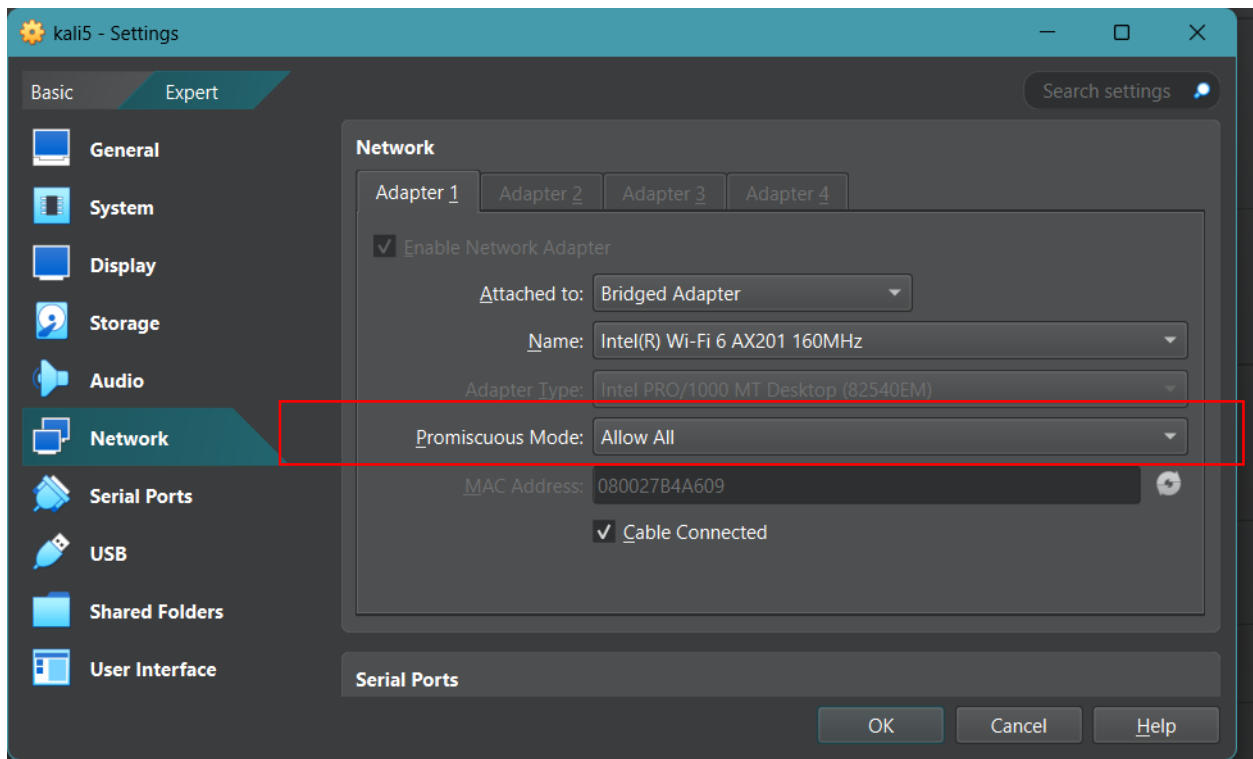 kali5 - Settings
Basic Expert Search settings
General
System
Display
Storage
Audio
Network
Serial Ports
USB
Shared Folders
User Interface
Network
Adapter 1 Adapter 2 Adapter 3 Adapter 4
Enable Network Adapter
Attached to: Bridged Adapter
Name: Intel(R) Wi-Fi 6 AX201 160MHz
Adapter Type: Intel PRO/1000 MT Desktop (82540EM)
Promiscuous Mode: Allow All
MAC Address: 080027B4A609
Cable Connected
Serial Ports
OK Cancel Help